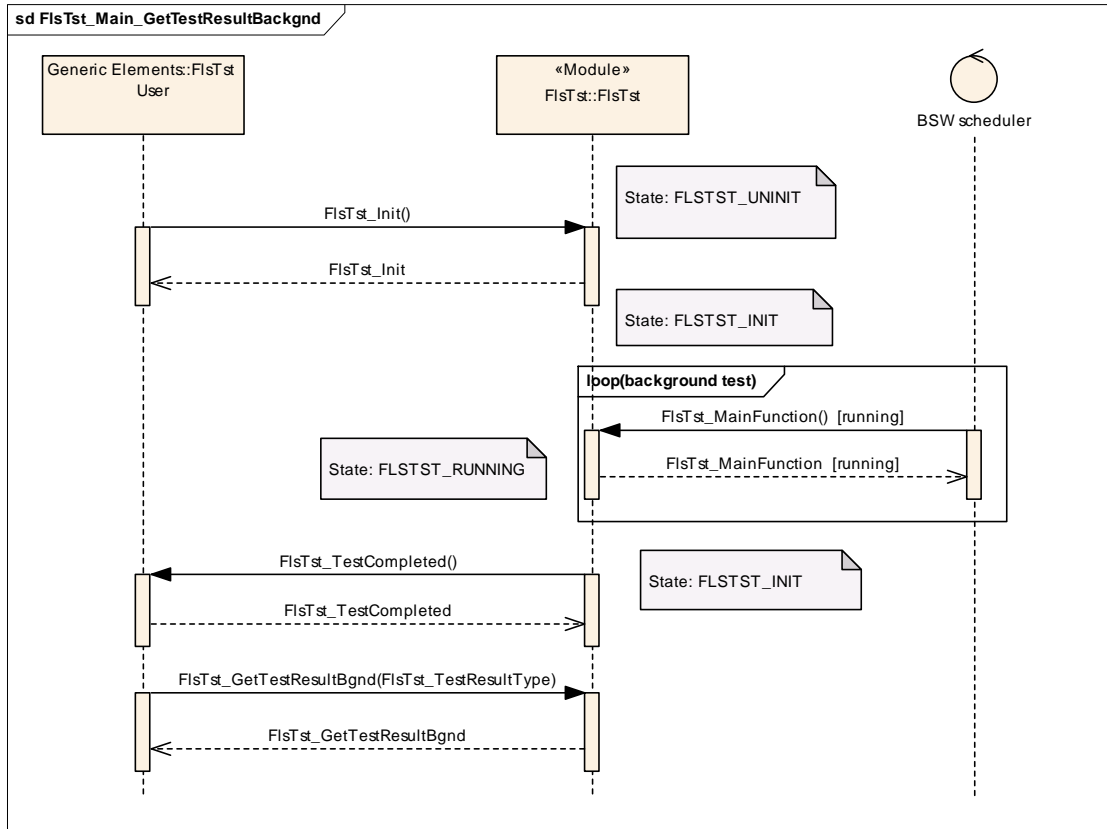 sd FlsTst_Main_GetTestResultBackgnd
Generic Elements::FlsTst
User
«Module»
FlsTst::FlsTst
BSW scheduler
State: FLSTST_UNINIT
FlsTst_Init()
FlsTst_Init
State: FLSTST_INIT
loop(background test)
FlsTst_MainFunction() [running]
State: FLSTST_RUNNING
FlsTst_MainFunction [running]
FlsTst_TestCompleted()
State: FLSTST_INIT
FlsTst_TestCompleted
FlsTst_GetTestResultBgnd(FlsTst_TestResultType)
FlsTst_GetTestResultBgnd